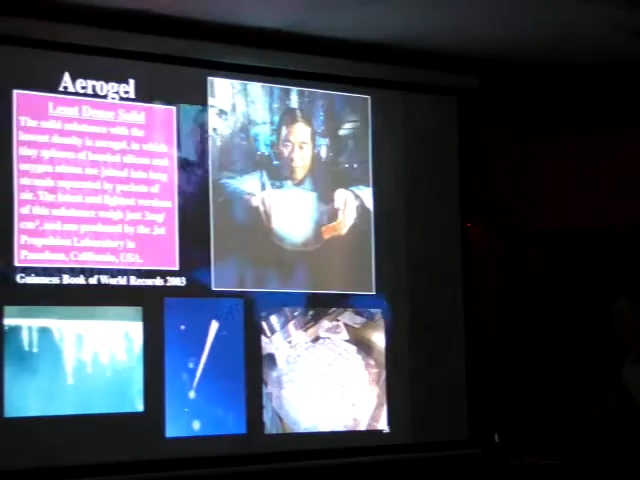 Aerogel
Least Dense Solid
The solid substance with the
lowest density is aerogel, in which
tiny spheres of bonded silicon and
oxygen atoms are joined into long
strands separated by pockets of
air. The latest and lightest versions
of this substance weigh just 3mg/
cm³, and are produced by the Jet
Propulsion Laboratory in
Pasadena, California, USA.
Guinness Book of World Records 2003